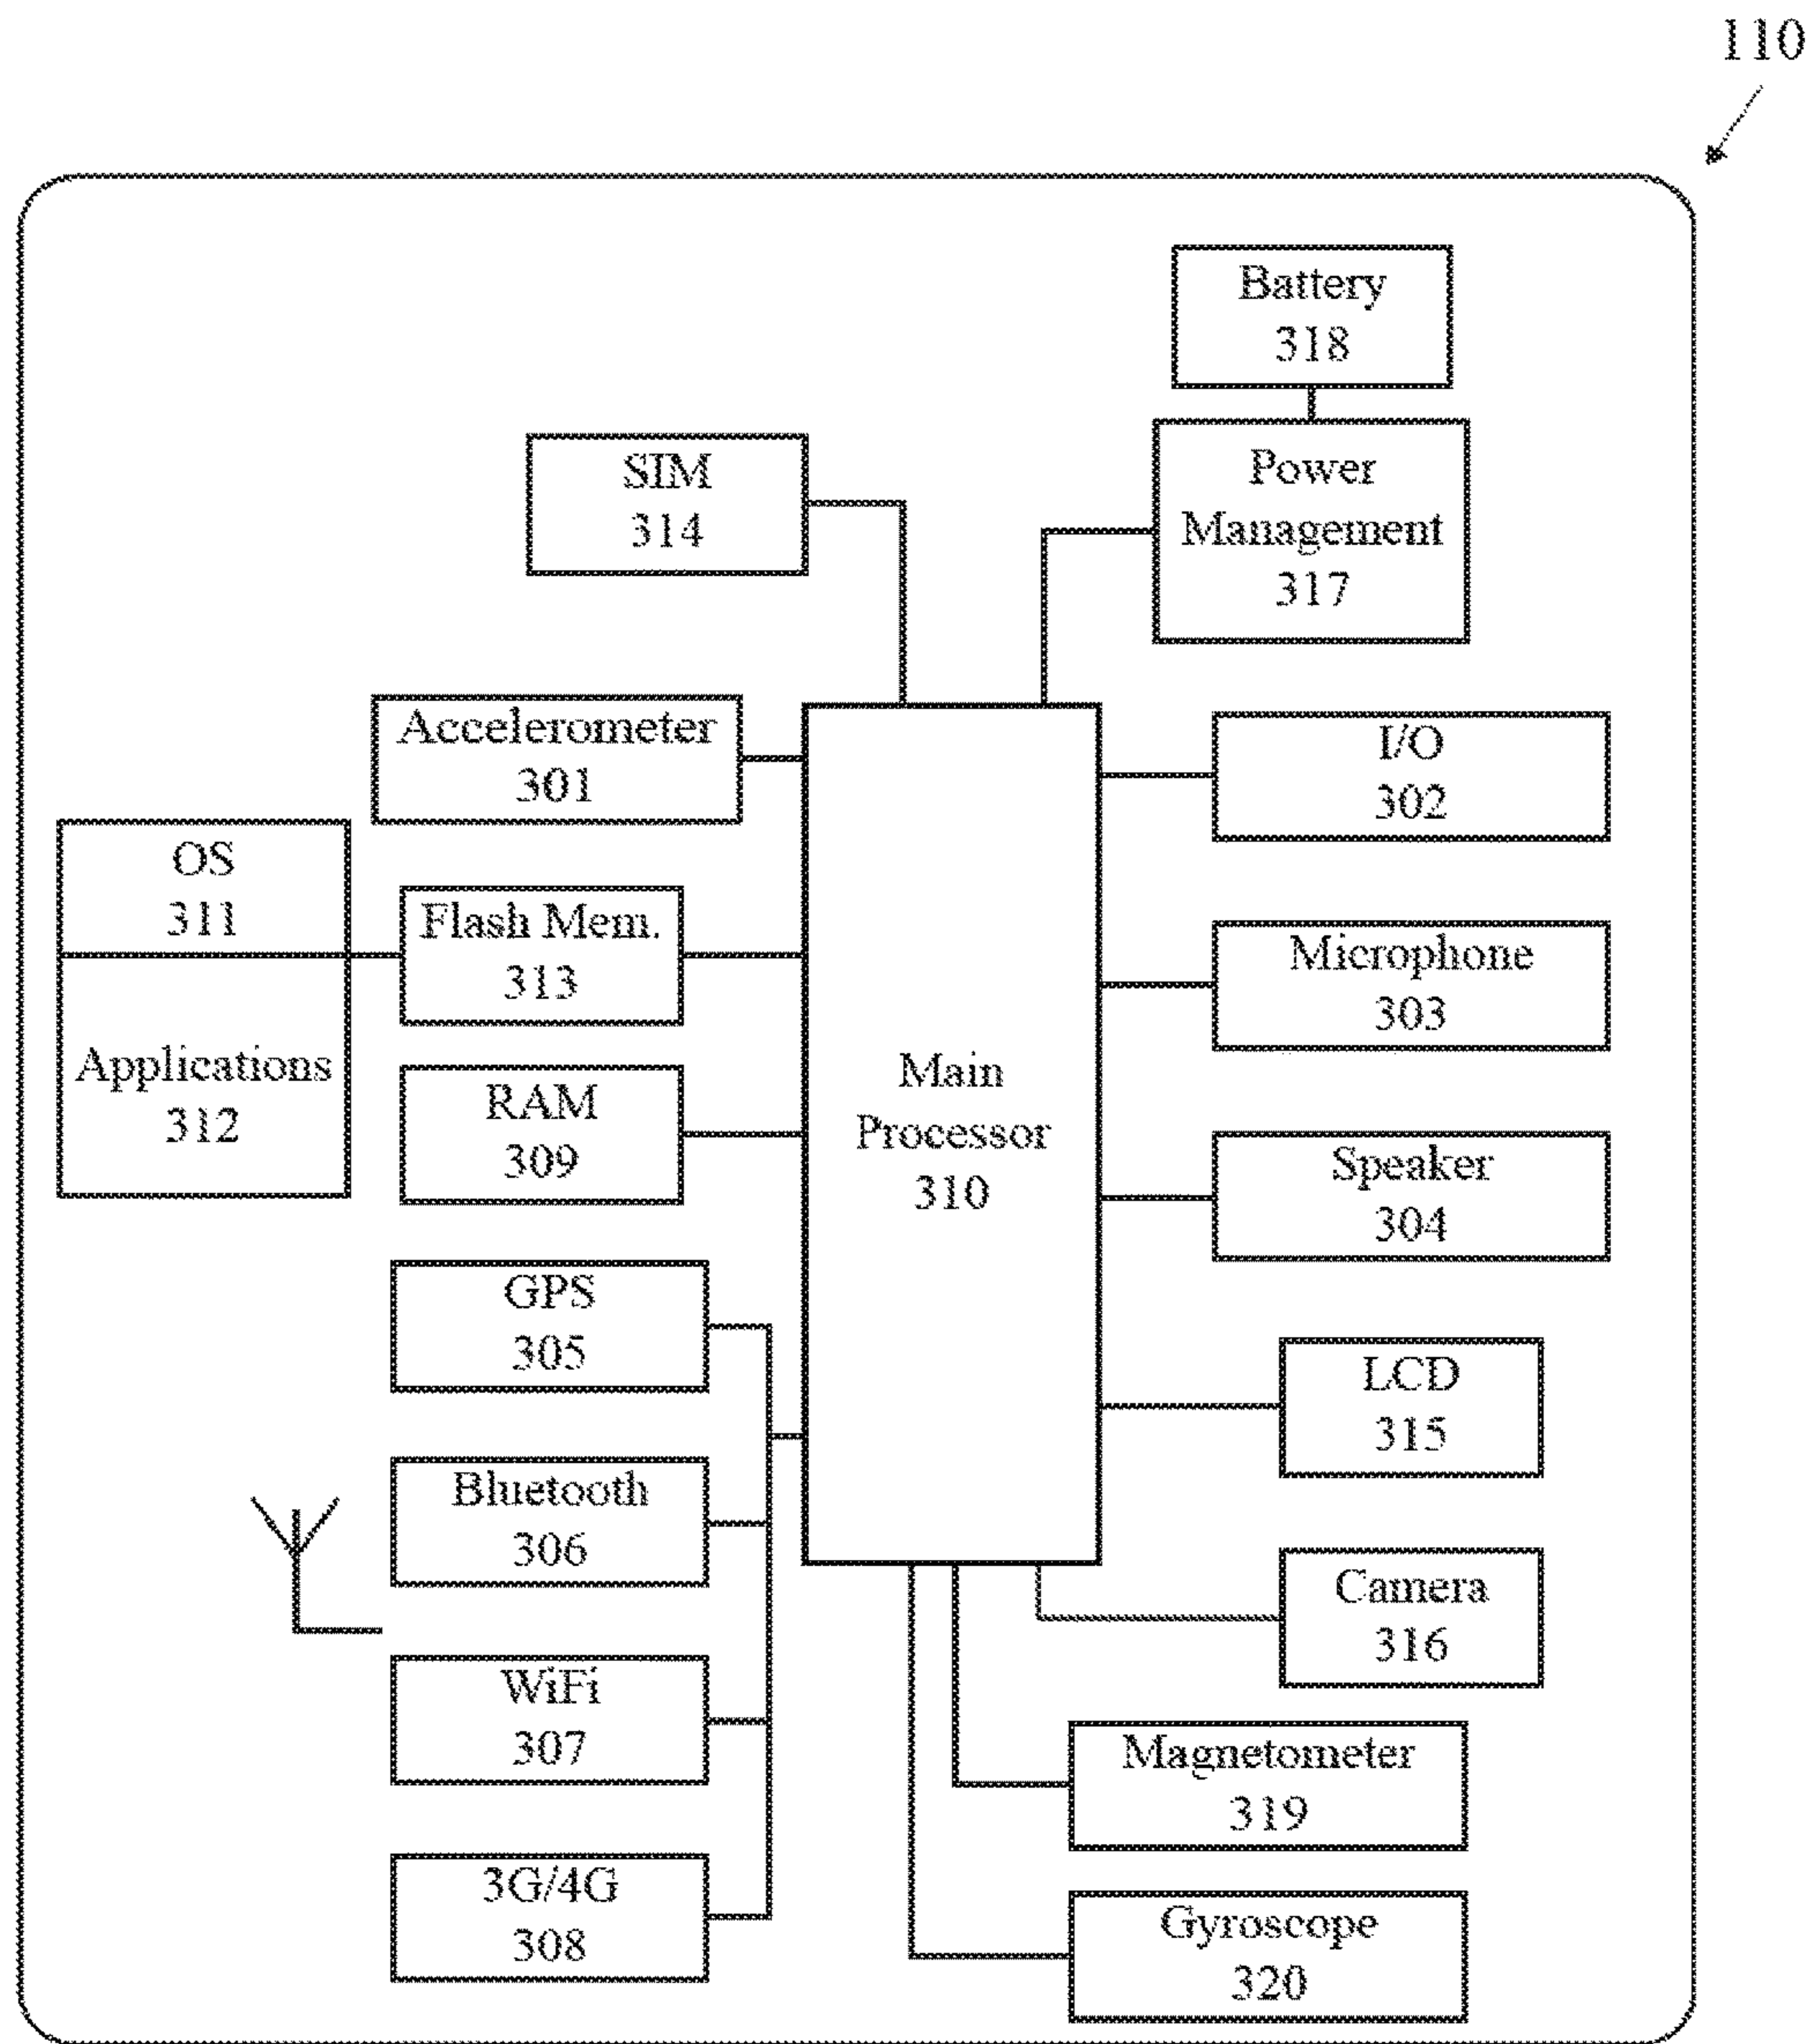 110
Battery
318
SIM
314
Power
Management
317
Accelerometer
301
I/O
302
OS
311
Flash Mem.
313
Microphone
303
Applications
312
RAM
309
Main
Processor
310
Speaker
304
GPS
305
LCD
315
Bluetooth
306
Camera
316
WiFi
307
Magnetometer
319
3G/4G
308
Gyroscope
320